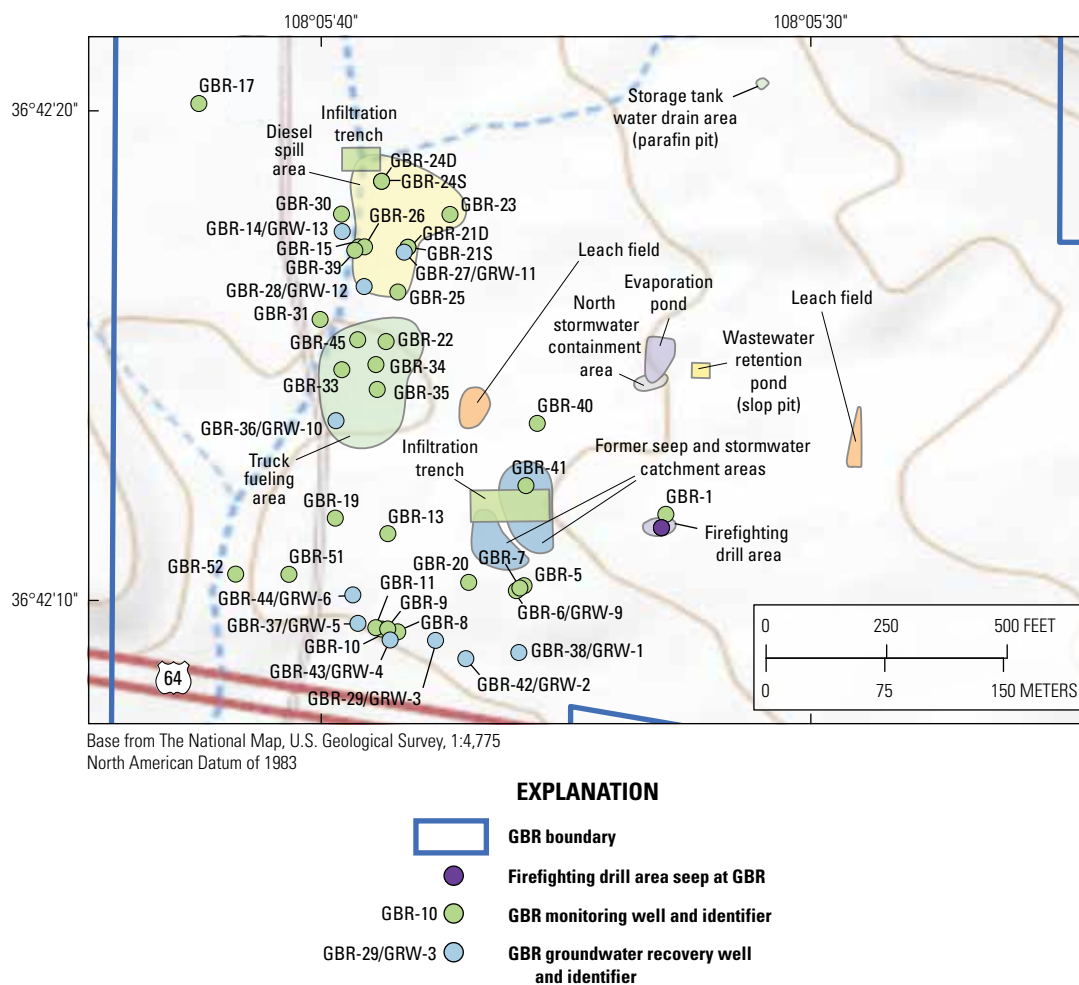 108°05'40"
108°05'30"
36°42'20"
36°42'10"
GBR-17
Infiltration
trench
Diesel
spill
area
GBR-24D
GBR-24S
GBR-30
GBR-26
GBR-23
GBR-14/GRW-13
GBR-21D
GBR-15
GBR-21S
GBR-39
GBR-27/GRW-11
GBR-28/GRW-12
GBR-25
GBR-31
GBR-45
GBR-22
GBR-34
GBR-33
GBR-35
GBR-36/GRW-10
Truck
fueling
area
Storage tank
water drain area
(parafin pit)
Leach field
Evaporation
pond
North
stormwater
containment
area
Leach field
Wastewater
retention
pond
(slop pit)
GBR-40
Infiltration
trench
Former seep and stormwater
catchment areas
GBR-41
GBR-1
Firefighting
drill area
GBR-19
GBR-13
GBR-52
GBR-51
GBR-20
GBR-7
GBR-5
GBR-44/GRW-6
GBR-11
GBR-9
GBR-6/GRW-9
GBR-37/GRW-5
GBR-8
GBR-10
GBR-43/GRW-4
GBR-38/GRW-1
GBR-42/GRW-2
GBR-29/GRW-3
64
0 250 500 FEET
0 75 150 METERS
Base from The National Map, U.S. Geological Survey, 1:4,775
North American Datum of 1983
EXPLANATION
GBR boundary
Firefighting drill area seep at GBR
GBR-10 GBR monitoring well and identifier
GBR-29/GRW-3 GBR groundwater recovery well
and identifier